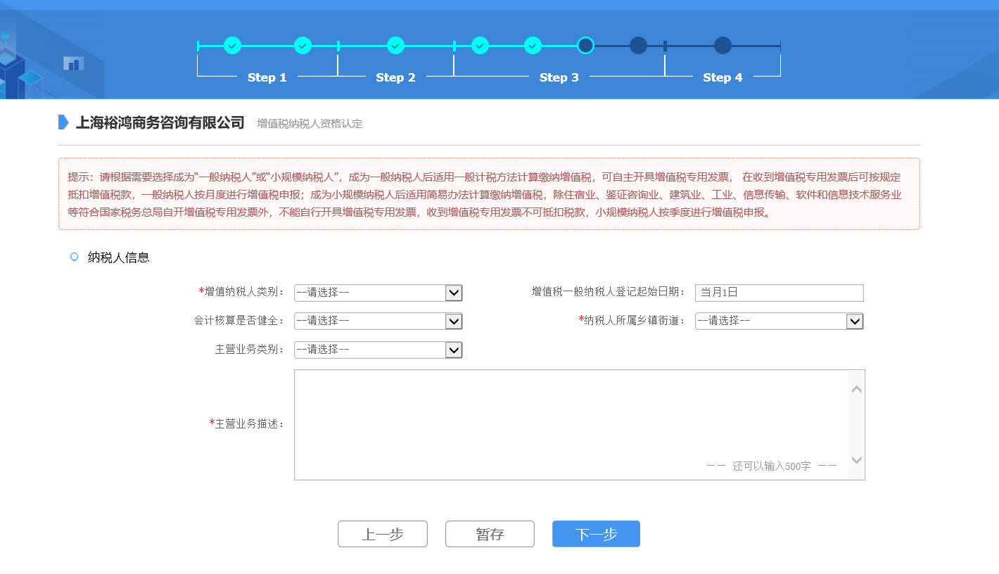 Step 1 Step 2 Step 3 Step 4
上海裕鸿商务咨询有限公司 增值税纳税人资格认定
提示：请根据需要选择成为“一般纳税人”或“小规模纳税人”，成为一般纳税人后适用一般计税方法计算缴纳增值税，可自主开具增值税专用发票， 在收到增值税专用发票后可按规定
抵扣增值税款，一般纳税人按月度进行增值税申报；成为小规模纳税人后适用简易办法计算缴纳增值税，除住宿业、鉴证咨询业、建筑业、工业、信息传输、软件和信息技术服务业
等符合国家税务总局自开增值税专用发票外，不能自行开具增值税专用发票，收到增值税专用发票不可抵扣税款，小规模纳税人按季度进行增值税申报。
纳税人信息
*增值纳税人类别： --请选择-- 增值税一般纳税人登记起始日期： 当月1日
会计核算是否健全： --请选择-- *纳税人所属乡镇街道： --请选择--
主营业务类别： --请选择--
*主营业务描述：
－－ 还可以输入500字 －－
上一步 暂存 下一步